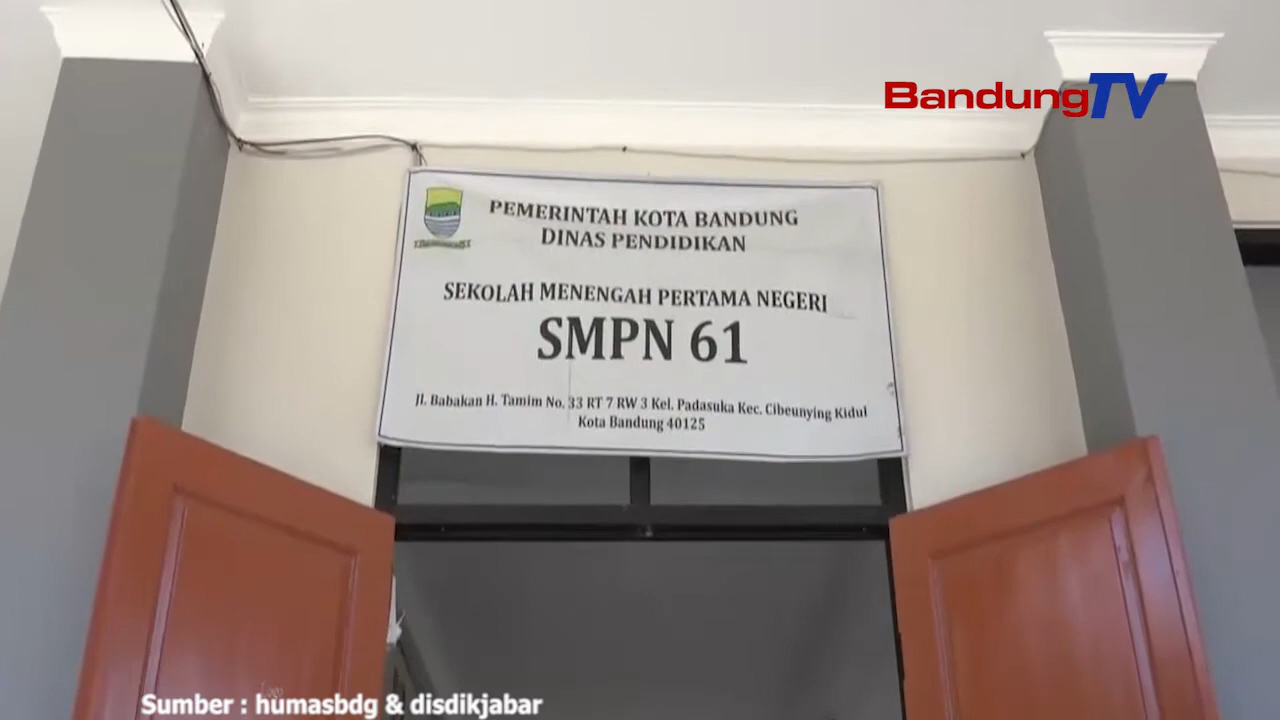 BandungTV
PEMERINTAH KOTA BANDUNG
DINAS PENDIDIKAN
SEKOLAH MENENGAH PERTAMA NEGERI
SMPN 61
Jl. Babakan H. Tamim No. 33 RT 7 RW 3 Kel. Padasuka Kec. Cibeunying Kidul
Kota Bandung 40125
Sumber : humasbdg & disdikjabar